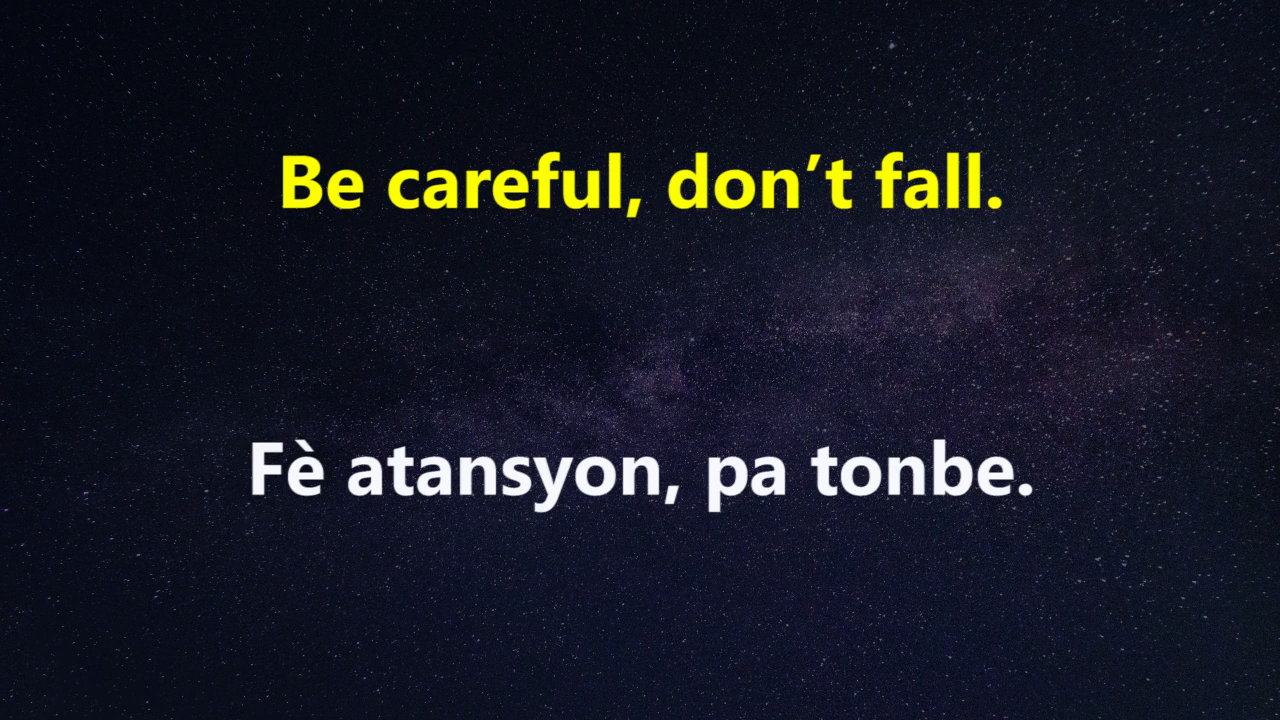 Be careful, don’t fall.
Fè atansyon, pa tonbe.